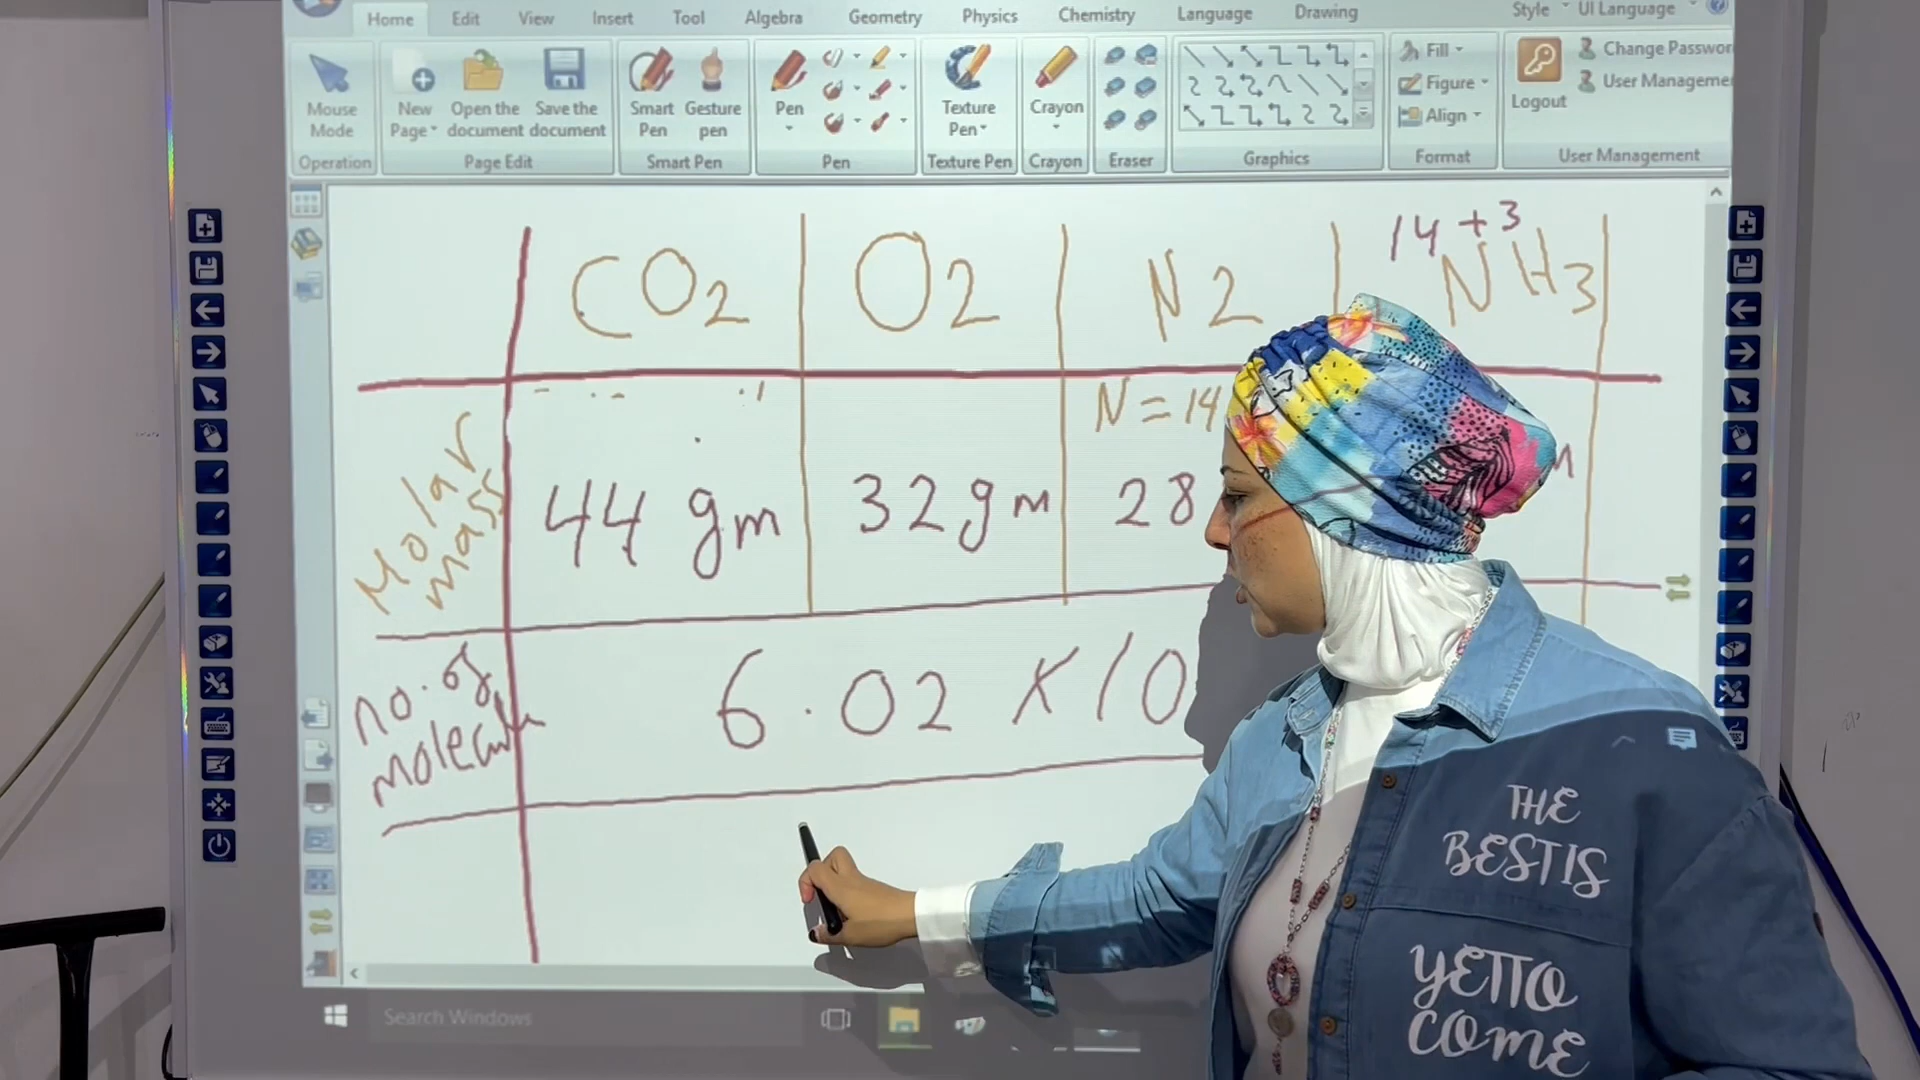 Home Edit View Insert Tool Algebra Geometry Physics Chemistry Language Drawing Style UI Language
Mouse Mode
New Page
Open the document
Save the document
Smart Pen
Gesture pen
Pen
Texture Pen
Crayon
Fill
Figure
Align
Logout
Change Passwor
User Manageme
Operation Page Edit Smart Pen Pen Texture Pen Crayon Eraser Graphics Format User Management
14 + 3
CO2 O2 N2 NH3
N = 14
Molar mass
44 gm 32 gm 28
no. of
6.02 X 10
THE
BEST IS
YET TO
COME
Search Windows